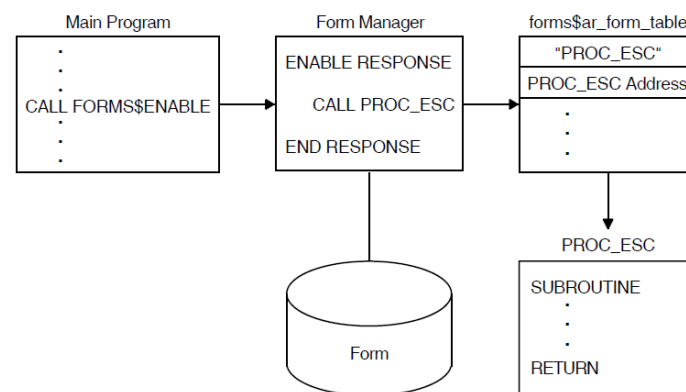 Main Program
CALL FORMS$ENABLE
Form Manager
ENABLE RESPONSE
CALL PROC_ESC
END RESPONSE
forms$ar_form_table
"PROC_ESC"
PROC_ESC Address
PROC_ESC
SUBROUTINE
RETURN
Form